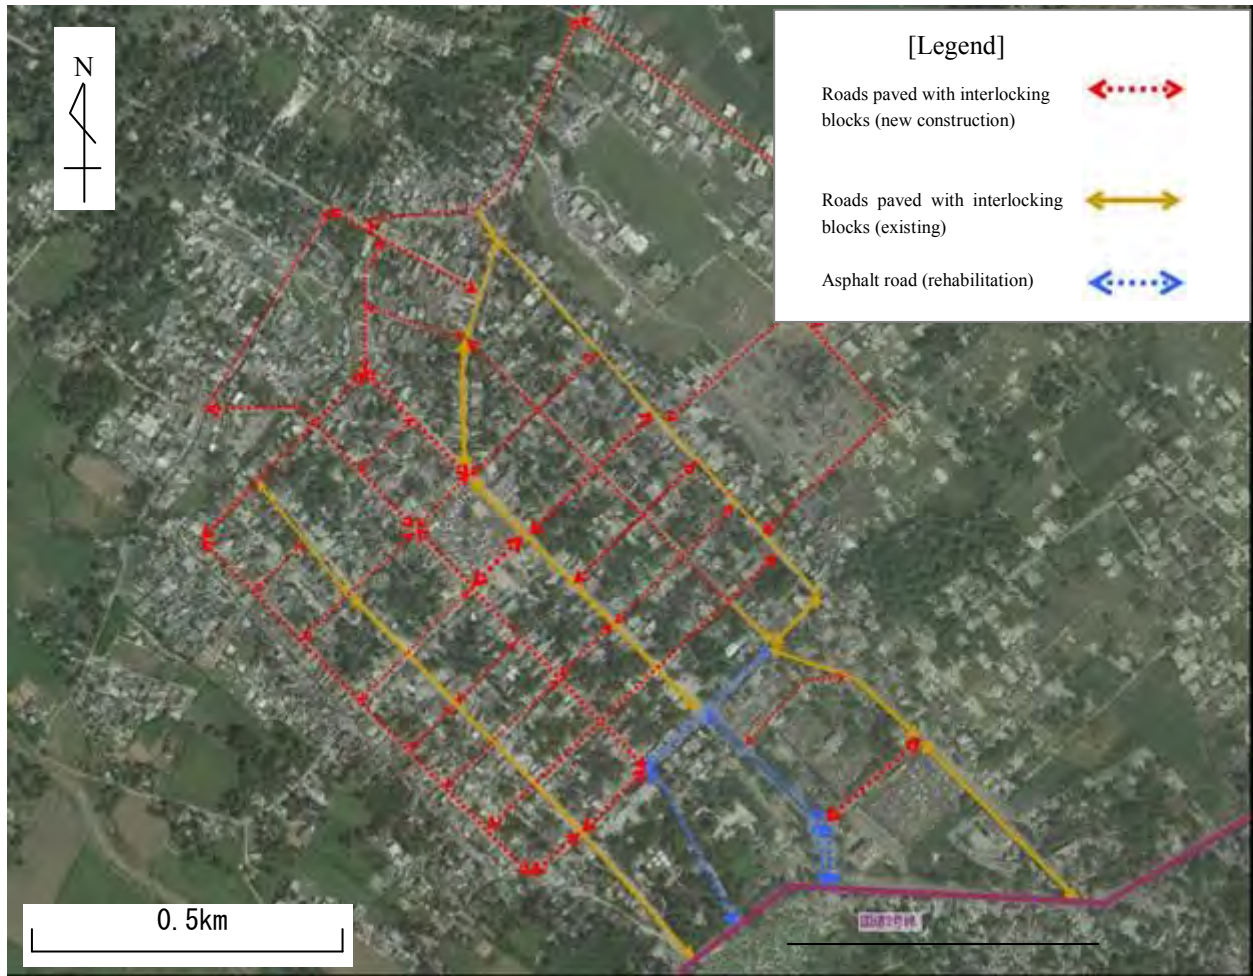 N
[Legend]
Roads paved with interlocking
blocks (new construction)
Roads paved with interlocking
blocks (existing)
Asphalt road (rehabilitation)
0.5km